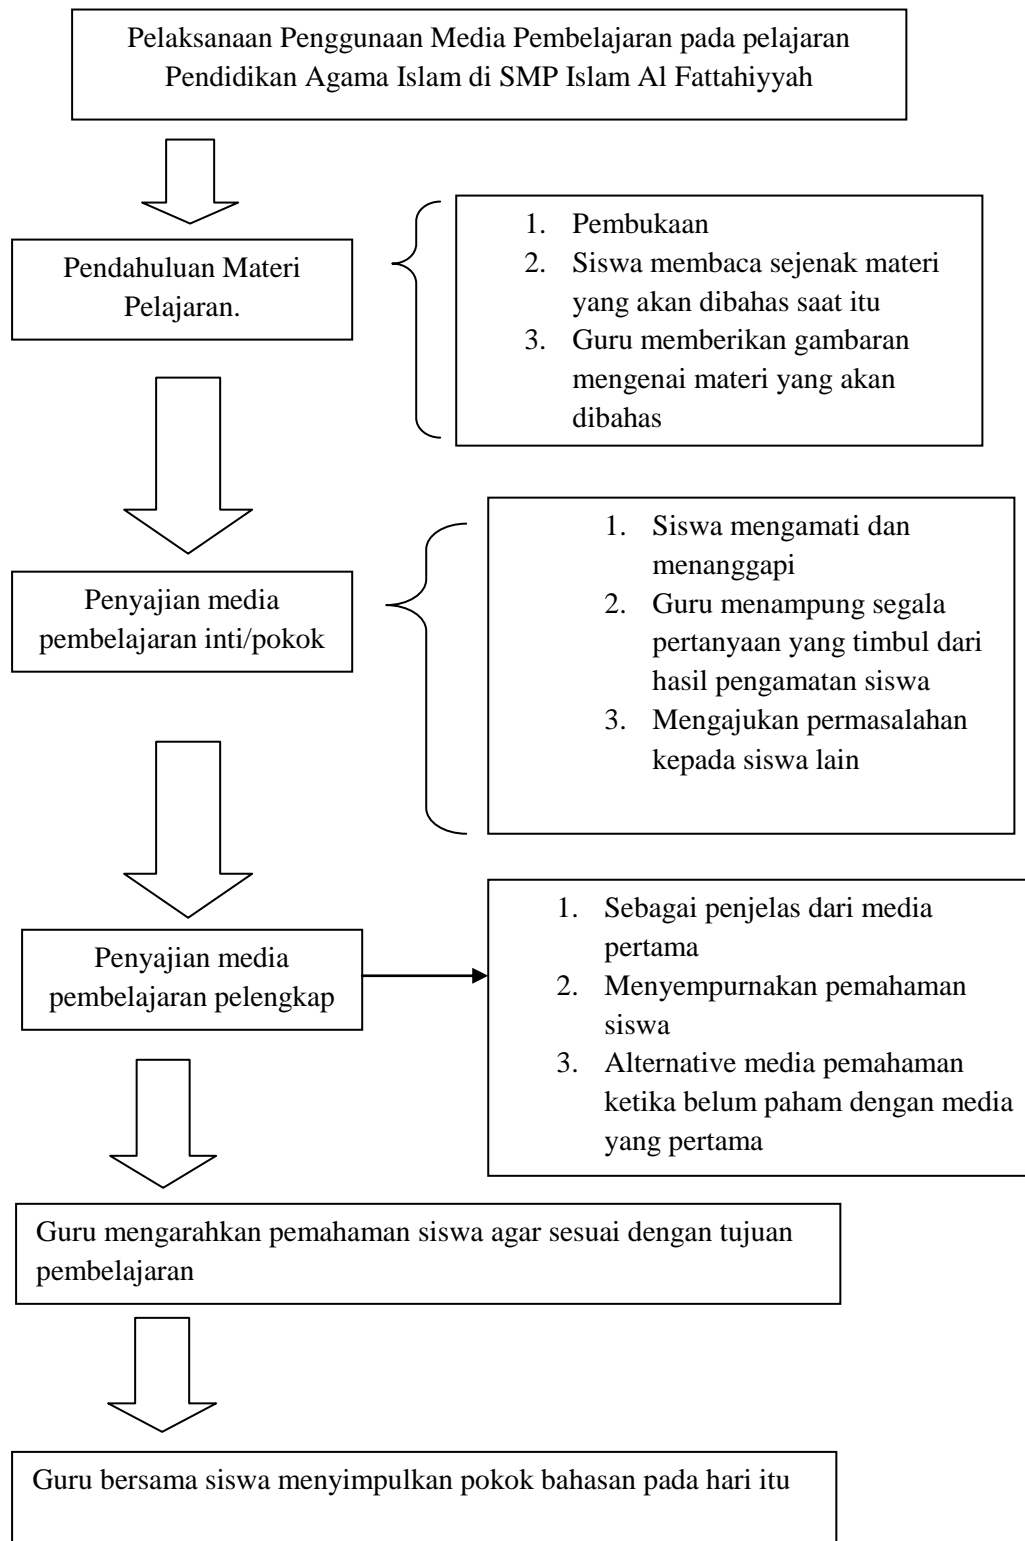 Pelaksanaan Penggunaan Media Pembelajaran pada pelajaran
Pendidikan Agama Islam di SMP Islam Al Fattahiyyah
Pendahuluan Materi
Pelajaran.
1. Pembukaan
2. Siswa membaca sejenak materi
yang akan dibahas saat itu
3. Guru memberikan gambaran
mengenai materi yang akan
dibahas
Penyajian media
pembelajaran inti/pokok
1. Siswa mengamati dan
menanggapi
2. Guru menampung segala
pertanyaan yang timbul dari
hasil pengamatan siswa
3. Mengajukan permasalahan
kepada siswa lain
Penyajian media
pembelajaran pelengkap
1. Sebagai penjelas dari media
pertama
2. Menyempurnakan pemahaman
siswa
3. Alternative media pemahaman
ketika belum paham dengan media
yang pertama
Guru mengarahkan pemahaman siswa agar sesuai dengan tujuan
pembelajaran
Guru bersama siswa menyimpulkan pokok bahasan pada hari itu